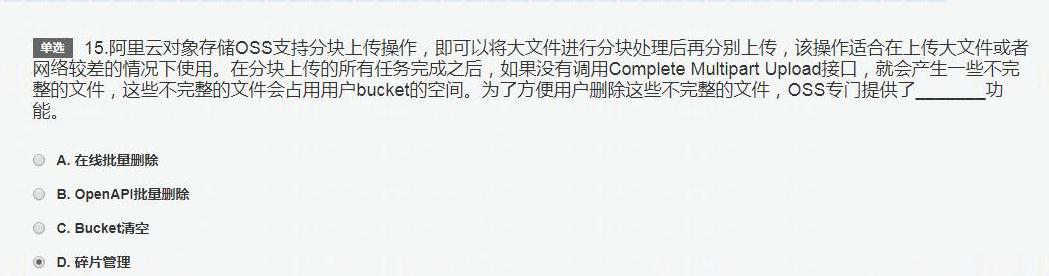 单选 15.阿里云对象存储OSS支持分块上传操作，即可以将大文件进行分块处理后再分别上传，该操作适合在上传大文件或者
网络较差的情况下使用。在分块上传的所有任务完成之后，如果没有调用Complete Multipart Upload接口，就会产生一些不完
整的文件，这些不完整的文件会占用用户bucket的空间。为了方便用户删除这些不完整的文件，OSS专门提供了_______功
能。
A. 在线批量删除
B. OpenAPI批量删除
C. Bucket清空
D. 碎片管理